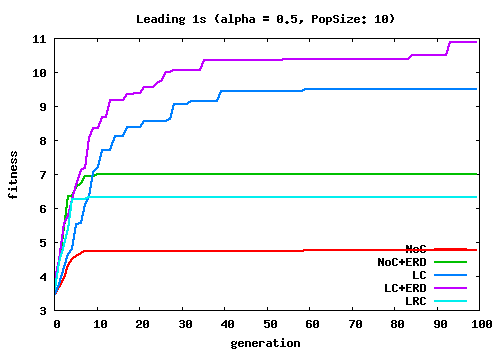 Leading 1s (alpha = 0.5, PopSize: 10)
fitness
11
10
9
8
7
6
5
4
3
NoC
NoC+ERD
LC
LC+ERD
LRC
0 10 20 30 40 50 60 70 80 90 100
generation